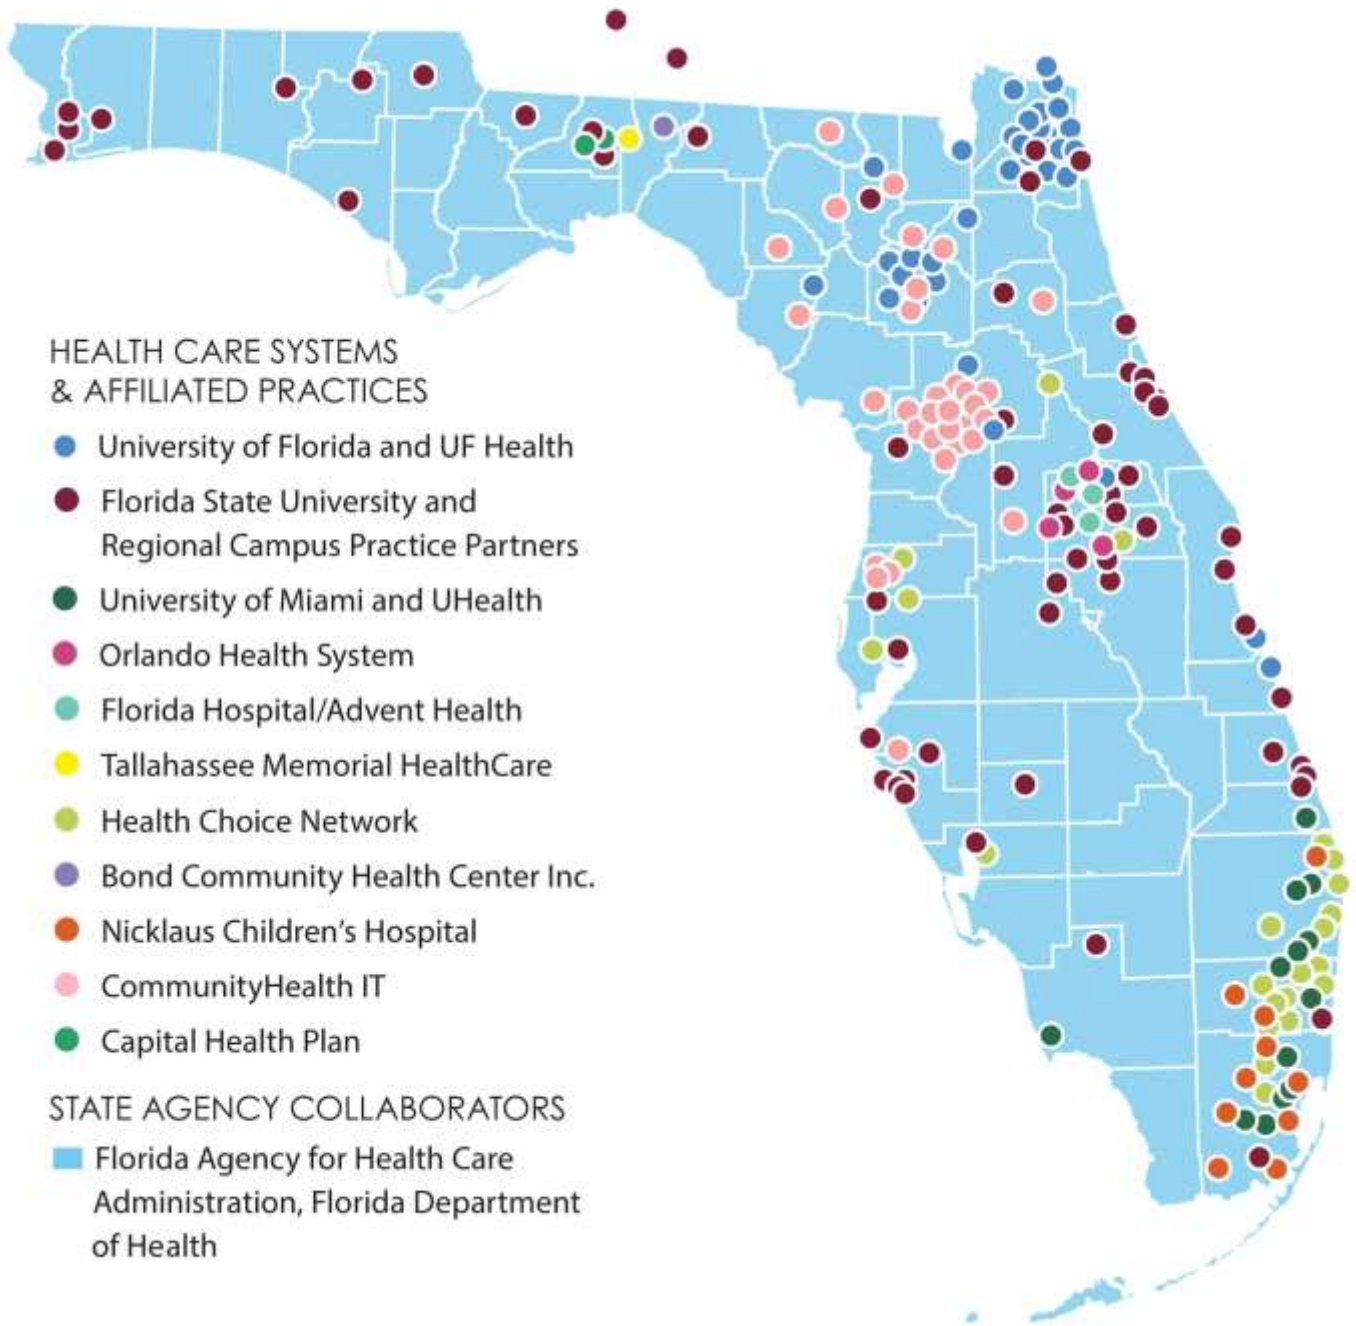 HEALTH CARE SYSTEMS
& AFFILIATED PRACTICES
University of Florida and UF Health
Florida State University and
Regional Campus Practice Partners
University of Miami and UHealth
Orlando Health System
Florida Hospital/Advent Health
Tallahassee Memorial HealthCare
Health Choice Network
Bond Community Health Center Inc.
Nicklaus Children’s Hospital
CommunityHealth IT
Capital Health Plan
STATE AGENCY COLLABORATORS
Florida Agency for Health Care
Administration, Florida Department
of Health